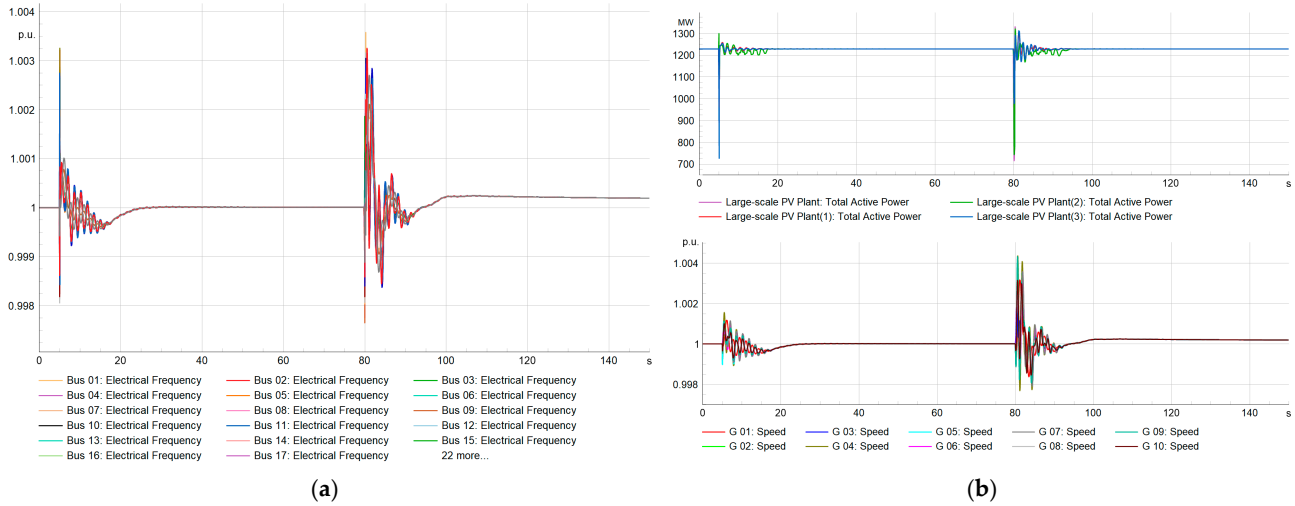 1.004
p.u.
1.003
1.002
1.001
1
0.999
0.998
0 20 40 60 80 100 120 140 s
Bus 01: Electrical Frequency Bus 02: Electrical Frequency Bus 03: Electrical Frequency
Bus 04: Electrical Frequency Bus 05: Electrical Frequency Bus 06: Electrical Frequency
Bus 07: Electrical Frequency Bus 08: Electrical Frequency Bus 09: Electrical Frequency
Bus 10: Electrical Frequency Bus 11: Electrical Frequency Bus 12: Electrical Frequency
Bus 13: Electrical Frequency Bus 14: Electrical Frequency Bus 15: Electrical Frequency
Bus 16: Electrical Frequency Bus 17: Electrical Frequency 22 more...
(a)
MW
1300
1200
1100
1000
900
800
700
0 20 40 60 80 100 120 140 s
Large-scale PV Plant: Total Active Power Large-scale PV Plant(2): Total Active Power
Large-scale PV Plant(1): Total Active Power Large-scale PV Plant(3): Total Active Power
p.u.
1.004
1.002
1
0.998
0 20 40 60 80 100 120 140 s
G 01: Speed G 03: Speed G 05: Speed G 07: Speed G 09: Speed
G 02: Speed G 04: Speed G 06: Speed G 08: Speed G 10: Speed
(b)